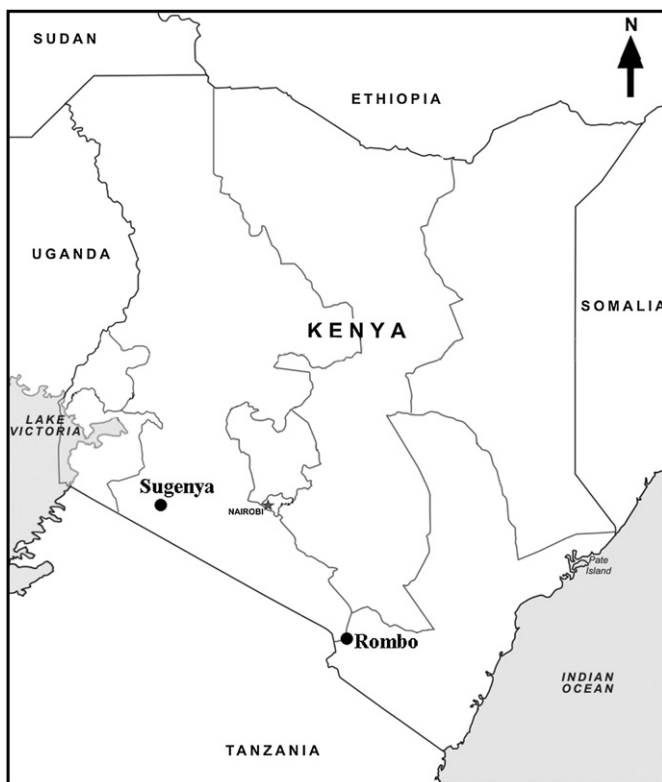 SUDAN
N
ETHIOPIA
UGANDA
SOMALIA
KENYA
LAKE
VICTORIA
Sugenya
NAIROBI
Pate
Island
Rombo
INDIAN
OCEAN
TANZANIA